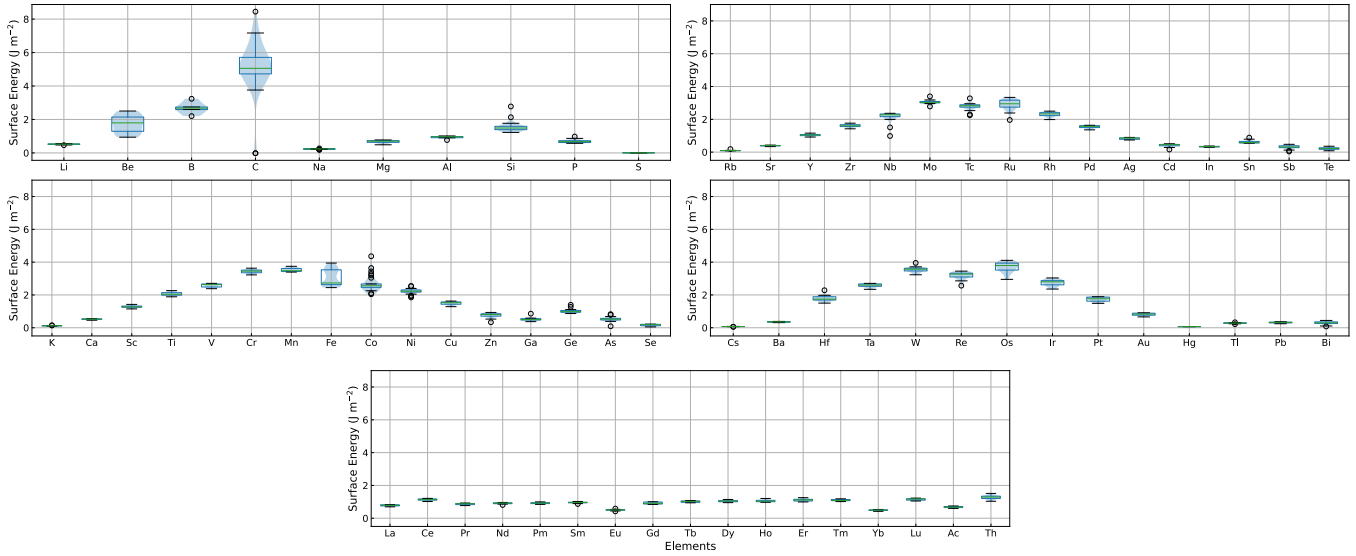 Surface Energy (J m⁻²)
8
6
4
2
0
Li Be B C Na Mg Al Si P S
Surface Energy (J m⁻²)
8
6
4
2
0
Rb Sr Y Zr Nb Mo Tc Ru Rh Pd Ag Cd In Sn Sb Te
Surface Energy (J m⁻²)
8
6
4
2
0
K Ca Sc Ti V Cr Mn Fe Co Ni Cu Zn Ga Ge As Se
Surface Energy (J m⁻²)
8
6
4
2
0
Cs Ba Hf Ta W Re Os Ir Pt Au Hg Tl Pb Bi
Surface Energy (J m⁻²)
8
6
4
2
0
La Ce Pr Nd Pm Sm Eu Gd Tb Dy Ho Er Tm Yb Lu Ac Th
Elements